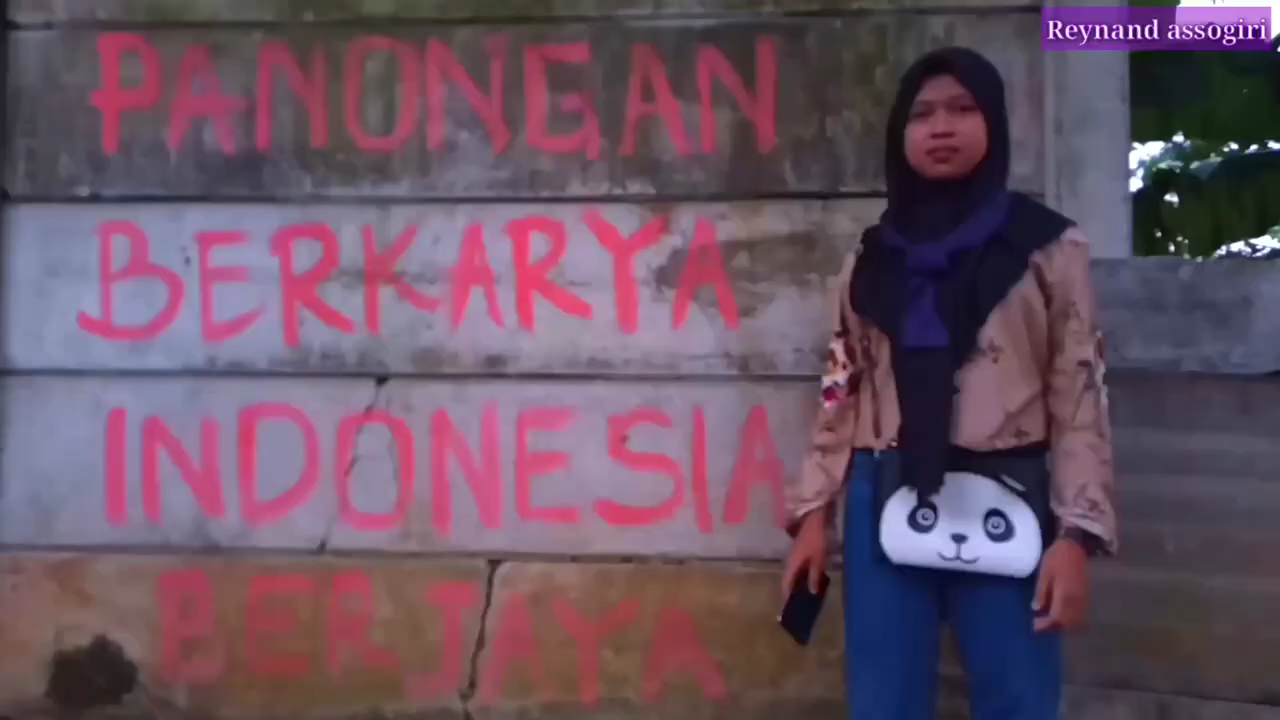 Reynand assogiri
PANONGAN
BERKARYA
INDONESIA
BERJAYA